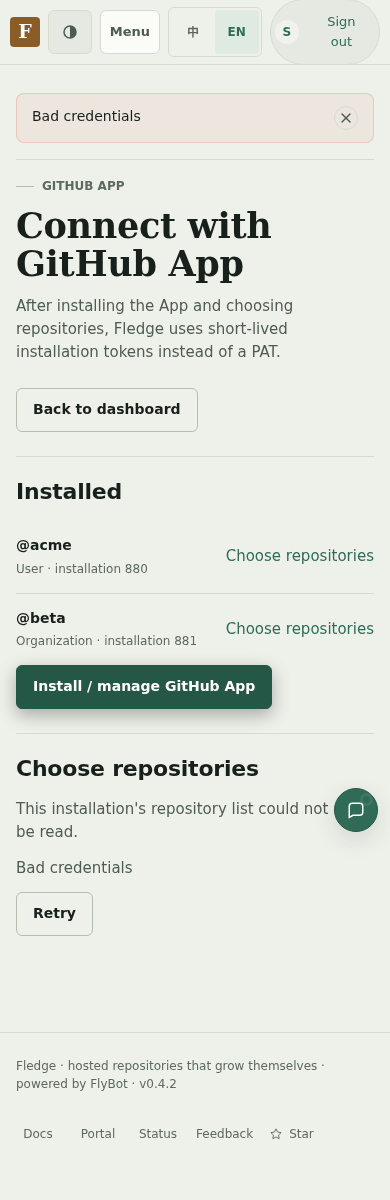 F
Menu
中
EN
S
Sign
out
Bad credentials
GITHUB APP
Connect with
GitHub App
After installing the App and choosing
repositories, Fledge uses short-lived
installation tokens instead of a PAT.
Back to dashboard
Installed
@acme
User · installation 880
Choose repositories
@beta
Organization · installation 881
Choose repositories
Install / manage GitHub App
Choose repositories
This installation's repository list could not
be read.
Bad credentials
Retry
Fledge · hosted repositories that grow themselves ·
powered by FlyBot · v0.4.2
Docs
Portal
Status
Feedback
Star